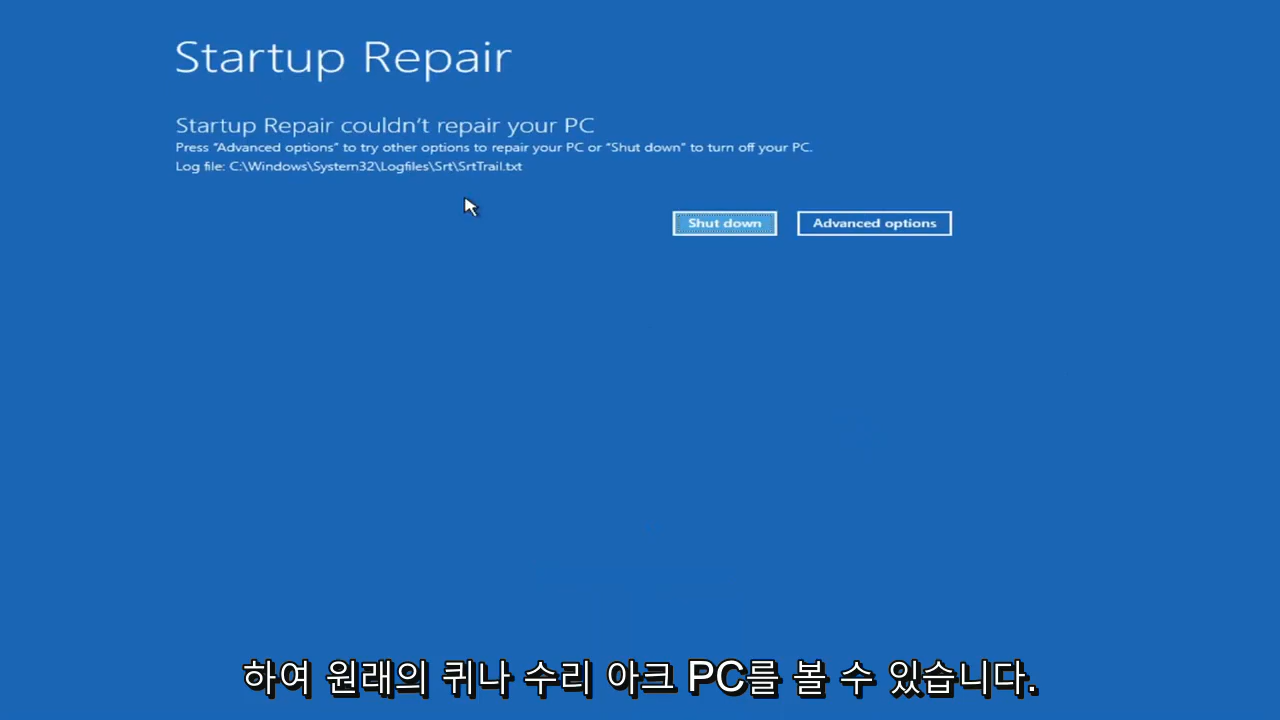 Startup Repair
Startup Repair couldn't repair your PC
Press "Advanced options" to try other options to repair your PC or "Shut down" to turn off your PC.
Log file: C:\Windows\System32\Logfiles\Srt\SrtTrail.txt
Shut down Advanced options
하여 원래의 퀴나 수리 아크 PC를 볼 수 있습니다.